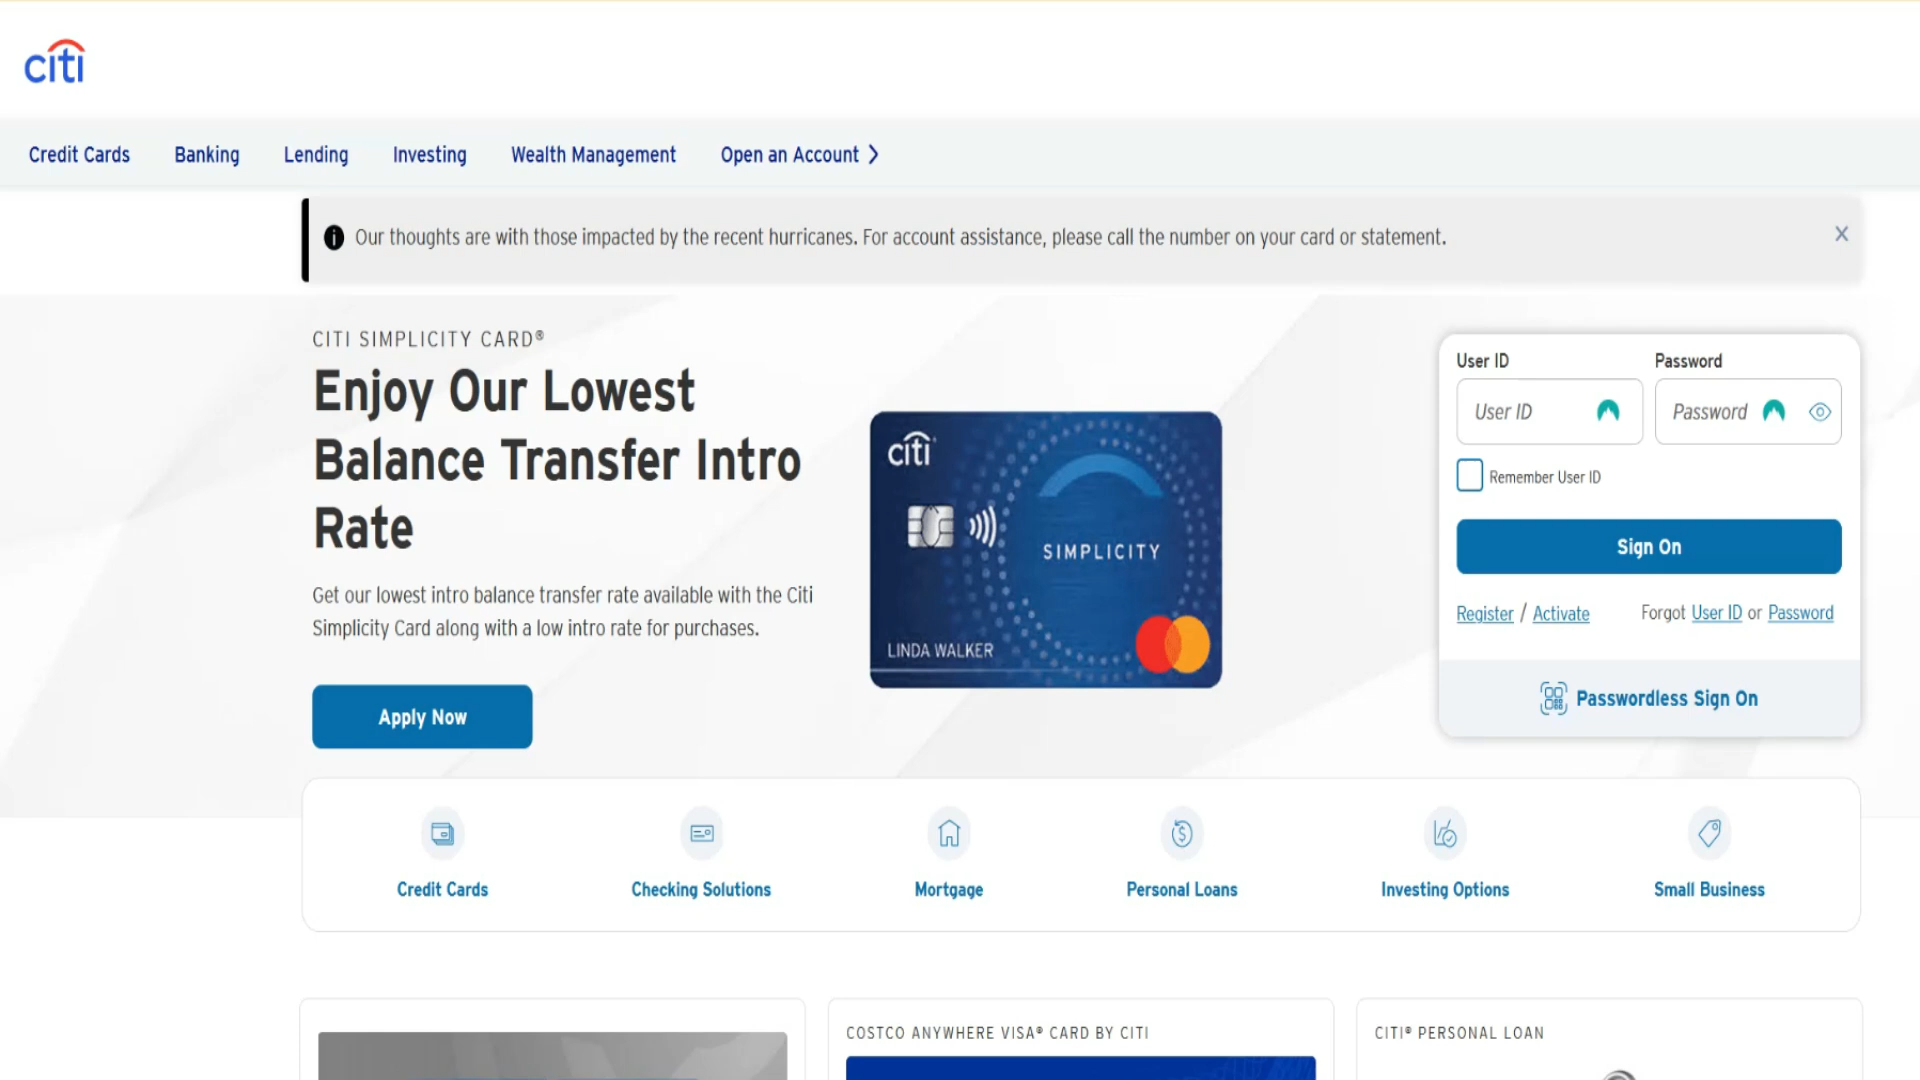 citi
Credit Cards Banking Lending Investing Wealth Management Open an Account
Our thoughts are with those impacted by the recent hurricanes. For account assistance, please call the number on your card or statement.
CITI SIMPLICITY CARD®
Enjoy Our Lowest
Balance Transfer Intro
Rate
Get our lowest intro balance transfer rate available with the Citi
Simplicity Card along with a low intro rate for purchases.
Apply Now
citi
SIMPLICITY
LINDA WALKER
User ID Password
User ID Password
Remember User ID
Sign On
Register / Activate Forgot User ID or Password
Passwordless Sign On
Credit Cards Checking Solutions Mortgage Personal Loans Investing Options Small Business
COSTCO ANYWHERE VISA® CARD BY CITI
CITI® PERSONAL LOAN